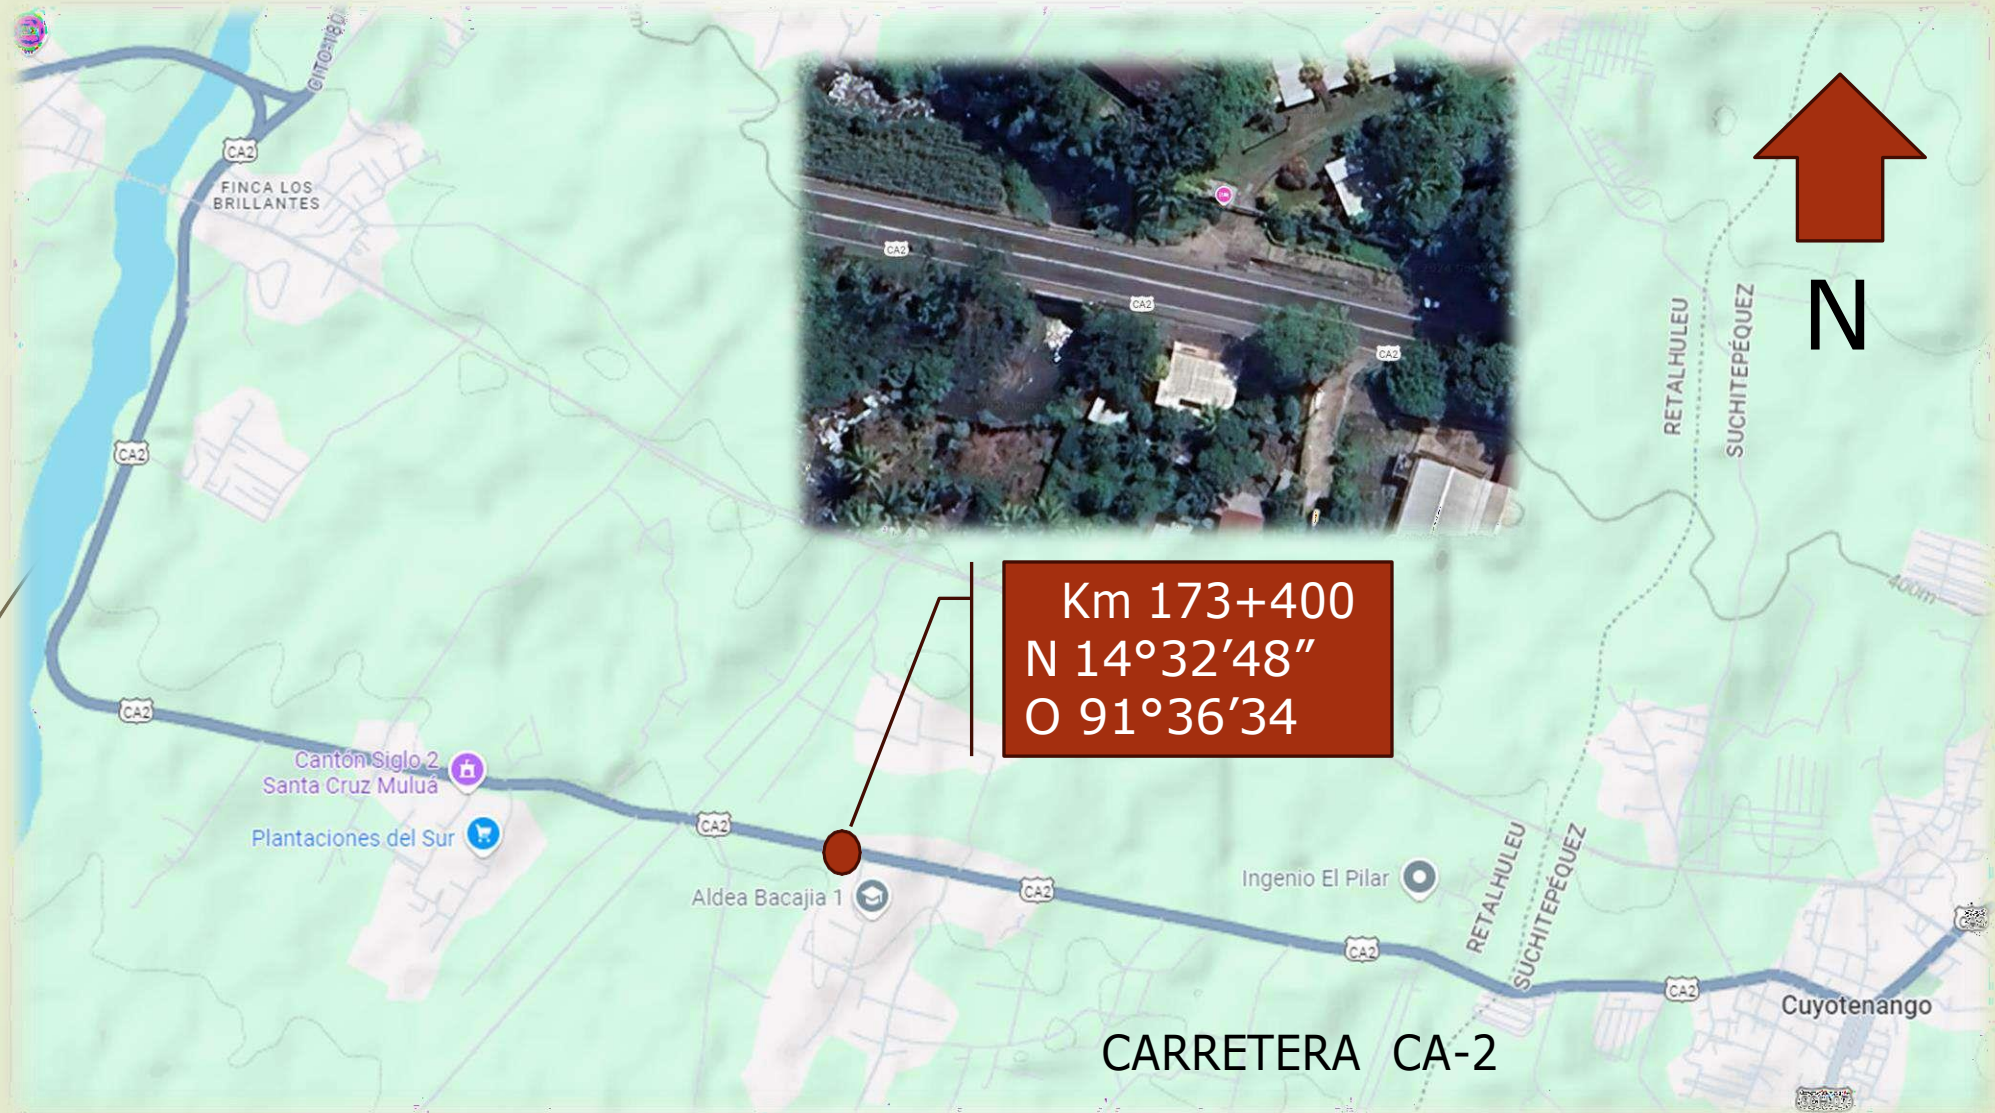 CITO-180
CA2
FINCA LOS
BRILLANTES
CA2
CA2
CA2
CA2
N
RETALHULEU
SUCHITEPÉQUEZ
CA2
400m
Km 173+400
N 14°32’48”
O 91°36’34
CA2
Cantón Siglo 2
Santa Cruz Muluá
Plantaciones del Sur
CA2
Aldea Bacajia 1
CA2
Ingenio El Pilar
RETALHULEU
SUCHITEPÉQUEZ
CA2
CA2
Cuyotenango
CARRETERA CA-2